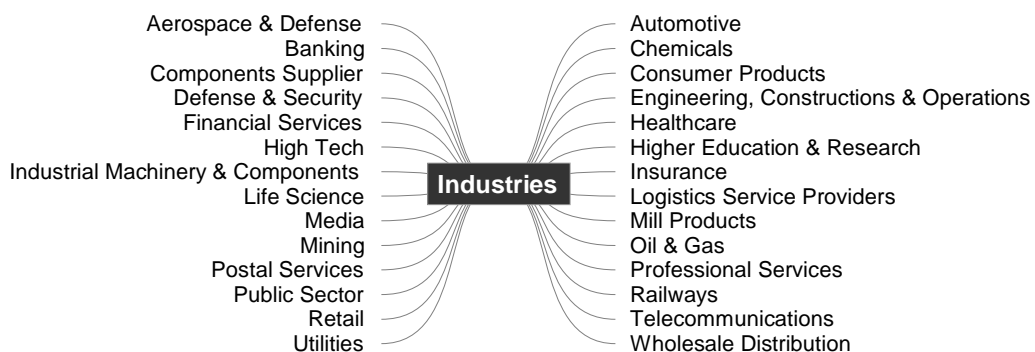 Aerospace & Defense
Banking
Components Supplier
Defense & Security
Financial Services
High Tech
Industrial Machinery & Components
Life Science
Media
Mining
Postal Services
Public Sector
Retail
Utilities
Industries
Automotive
Chemicals
Consumer Products
Engineering, Constructions & Operations
Healthcare
Higher Education & Research
Insurance
Logistics Service Providers
Mill Products
Oil & Gas
Professional Services
Railways
Telecommunications
Wholesale Distribution